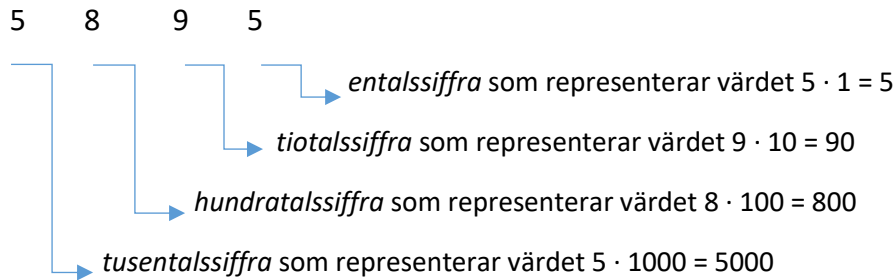 5 8 9 5
entalssiffra som representerar värdet 5 · 1 = 5
tiotalssiffra som representerar värdet 9 · 10 = 90
hundratalssiffra som representerar värdet 8 · 100 = 800
tusentalssiffra som representerar värdet 5 · 1000 = 5000